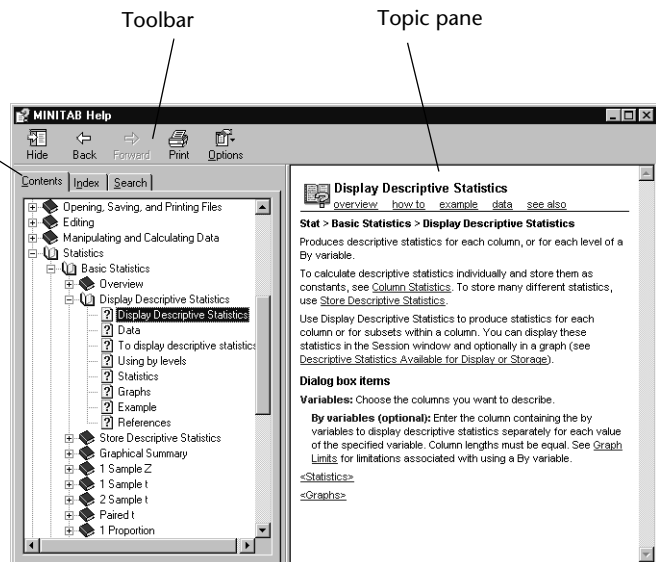 Toolbar
Topic pane
MINITAB Help
Hide Back Forward Print Options
Contents Index Search
Opening, Saving, and Printing Files
Editing
Manipulating and Calculating Data
Statistics
Basic Statistics
Overview
Display Descriptive Statistics
Display Descriptive Statistics
Data
To display descriptive statistics
Using by levels
Statistics
Graphs
Example
References
Store Descriptive Statistics
Graphical Summary
1 Sample Z
1 Sample t
2 Sample t
Paired t
1 Proportion
Display Descriptive Statistics
overview how to example data see also
Stat > Basic Statistics > Display Descriptive Statistics
Produces descriptive statistics for each column, or for each level of a
By variable.
To calculate descriptive statistics individually and store them as
constants, see Column Statistics. To store many different statistics,
use Store Descriptive Statistics.
Use Display Descriptive Statistics to produce statistics for each
column or for subsets within a column. You can display these
statistics in the Session window and optionally in a graph (see
Descriptive Statistics Available for Display or Storage).
Dialog box items
Variables: Choose the columns you want to describe.
By variables (optional): Enter the column containing the by
variables to display descriptive statistics separately for each value
of the specified variable. Column lengths must be equal. See Graph
Limits for limitations associated with using a By variable.
<Statistics>
<Graphs>